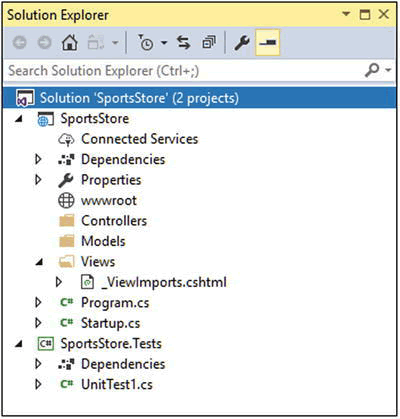 Solution Explorer
Search Solution Explorer (Ctrl+;)
Solution 'SportsStore' (2 projects)
SportsStore
Connected Services
Dependencies
Properties
wwwroot
Controllers
Models
Views
_ViewImports.cshtml
C# Program.cs
C# Startup.cs
C# SportsStore.Tests
Dependencies
C# UnitTest1.cs